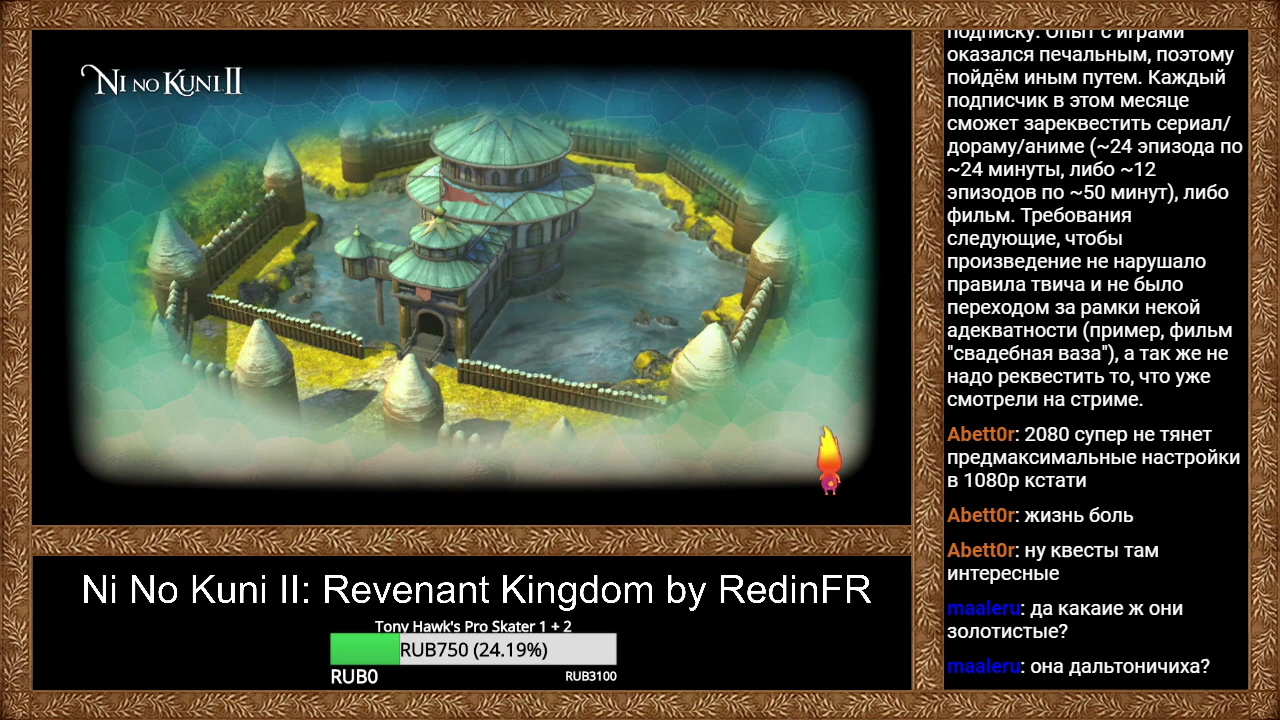 Ni no Kuni II
подписку. Опыт с играми
оказался печальным, поэтому
пойдём иным путем. Каждый
подписчик в этом месяце
сможет зареквестить сериал/
дораму/аниме (~24 эпизода по
~24 минуты, либо ~12
эпизодов по ~50 минут), либо
фильм. Требования
следующие, чтобы
произведение не нарушало
правила твича и не было
переходом за рамки некой
адекватности (пример, фильм
"свадебная ваза"), а так же не
надо реквестить то, что уже
смотрели на стриме.
Abett0r: 2080 супер не тянет
предмаксимальные настройки
в 1080p кстати
Abett0r: жизнь боль
Abett0r: ну квесты там
интересные
maaleru: да какаие ж они
золотистые?
maaleru: она дальтоничиха?
Ni No Kuni II: Revenant Kingdom by RedinFR
Tony Hawk's Pro Skater 1 + 2
RUB750 (24.19%)
RUB0
RUB3100